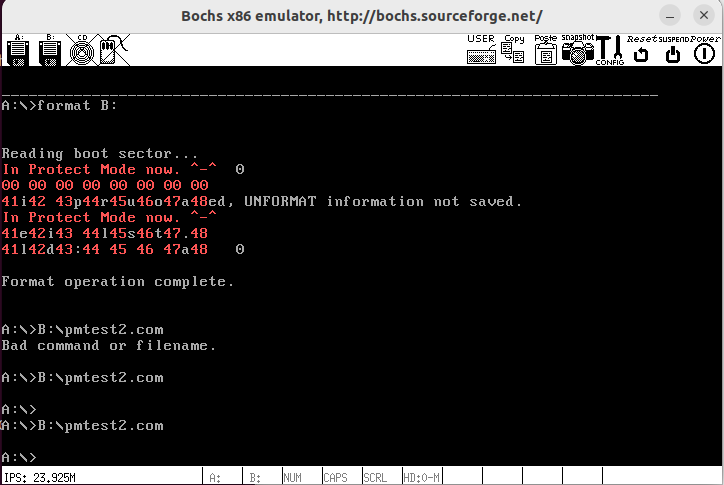 Bochs x86 emulator, http://bochs.sourceforge.net/
A: B: CD USER Copy Paste snapshot CONFIG Reset SUSPEND Power
A:\>format B:
Reading boot sector...
In Protect Mode now. ^-^  0
00 00 00 00 00 00 00 00
41i42 43p44r45u46o47a48ed, UNFORMAT information not saved.
In Protect Mode now. ^-^
41e42i43 44l45s46t47.48
41l42d43:44 45 46 47a48   0
Format operation complete.
A:\>B:\pmtest2.com
Bad command or filename.
A:\>B:\pmtest2.com
A:\>
A:\>B:\pmtest2.com
A:\>
IPS: 23.925M A: B: NUM CAPS SCRL HD:0-M